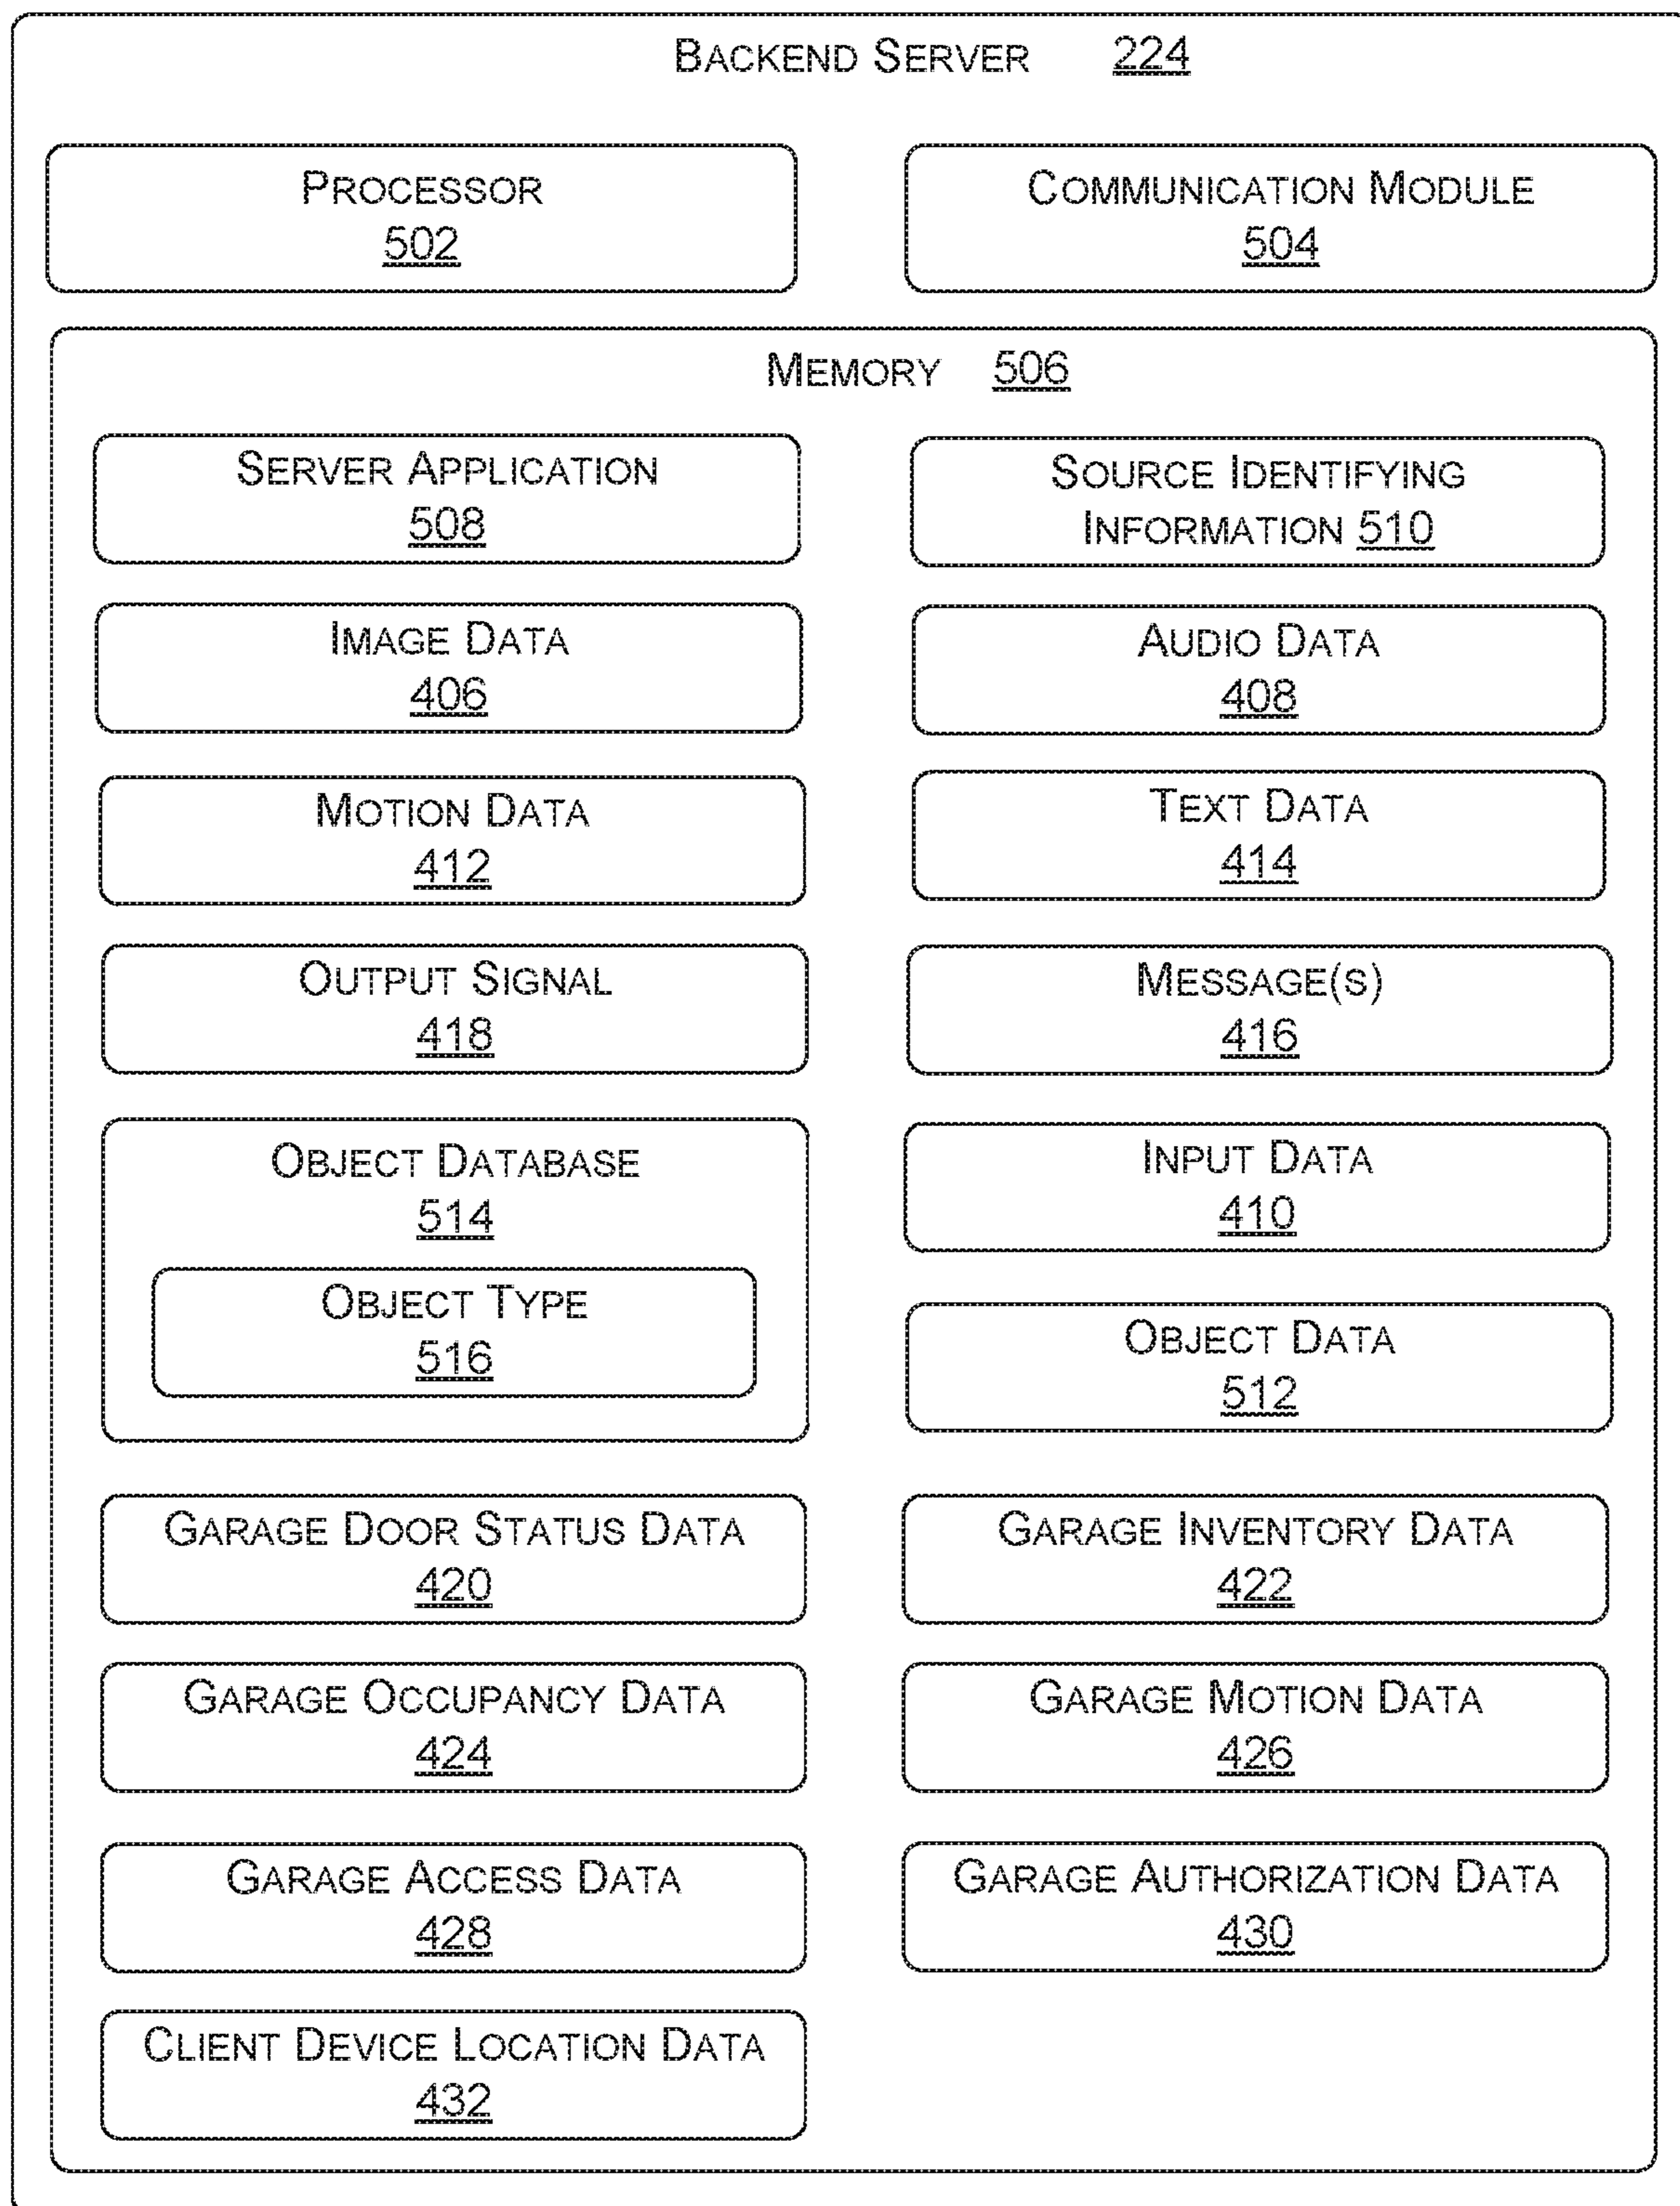 BACKEND SERVER 224
PROCESSOR
502
COMMUNICATION MODULE
504
MEMORY 506
SERVER APPLICATION
508
SOURCE IDENTIFYING
INFORMATION 510
IMAGE DATA
406
AUDIO DATA
408
MOTION DATA
412
TEXT DATA
414
OUTPUT SIGNAL
418
MESSAGE(S)
416
OBJECT DATABASE
514
OBJECT TYPE
516
INPUT DATA
410
OBJECT DATA
512
GARAGE DOOR STATUS DATA
420
GARAGE INVENTORY DATA
422
GARAGE OCCUPANCY DATA
424
GARAGE MOTION DATA
426
GARAGE ACCESS DATA
428
GARAGE AUTHORIZATION DATA
430
CLIENT DEVICE LOCATION DATA
432